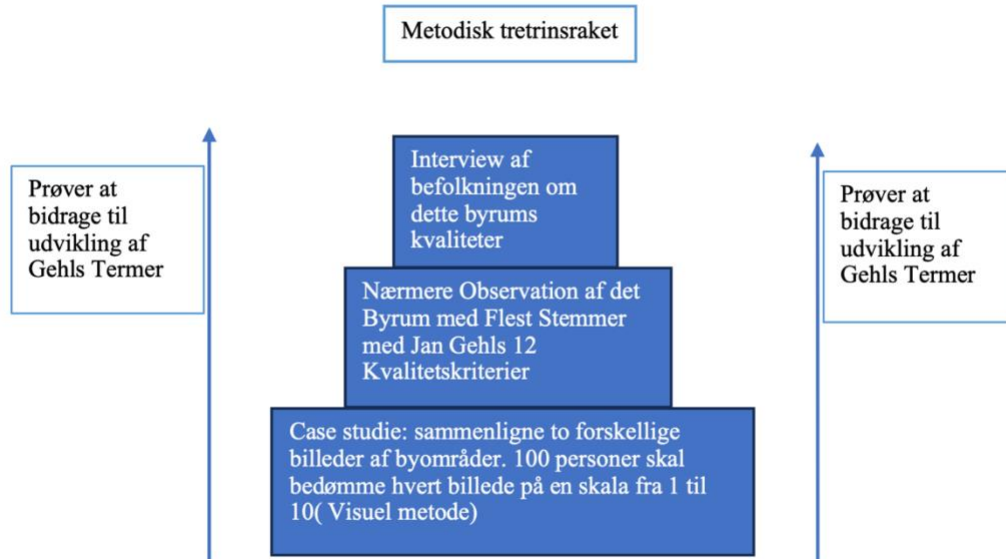 Metodisk tretrinsraket
Prøver at
bidrage til
udvikling af
Gehls Termer
Interview af
befolkningen om
dette byrums
kvaliteter
Nærmere Observation af det
Byrum med Flest Stemmer
med Jan Gehls 12
Kvalitetskriterier
Case studie: sammenligne to forskellige
billeder af byområder. 100 personer skal
bedømme hvert billede på en skala fra 1 til
10( Visuel metode)
Prøver at
bidrage til
udvikling af
Gehls Termer